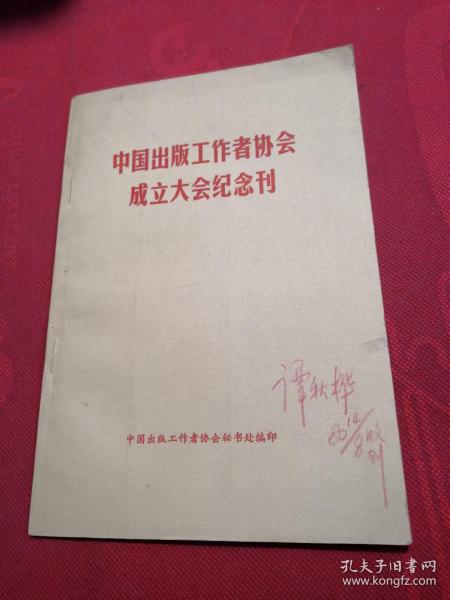 中国出版工作者协会
成立大会纪念刊
谭秋桦
80 12/8 收到
中国出版工作者协会秘书处编印
孔夫子旧书网
www.kongfz.com